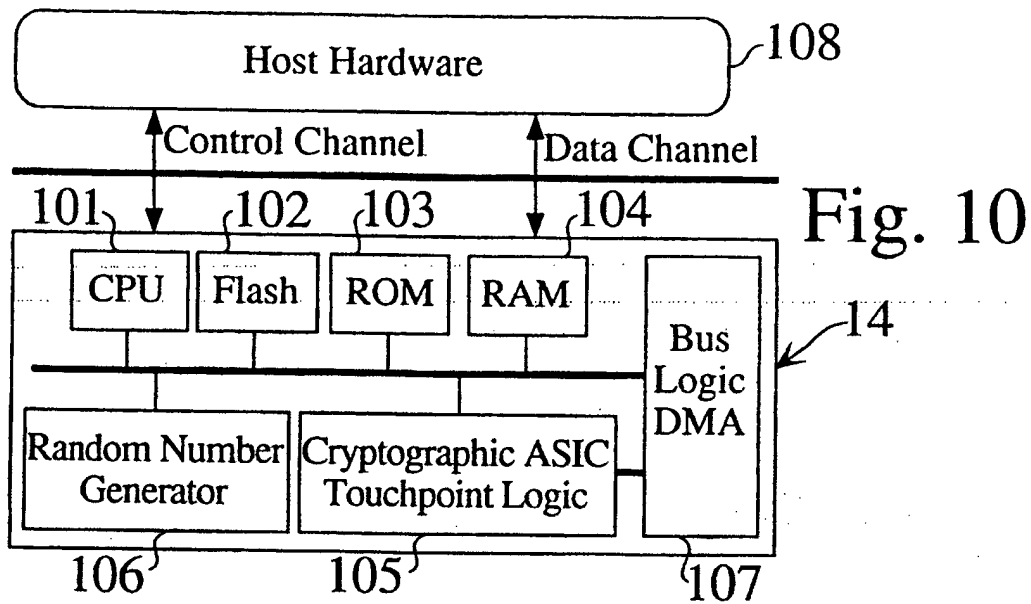 Host Hardware
108
Control Channel
Data Channel
101
102
103
104
Fig. 10
CPU
Flash
ROM
RAM
14
Bus
Logic
DMA
Random Number
Generator
Cryptographic ASIC
Touchpoint Logic
106
105
107